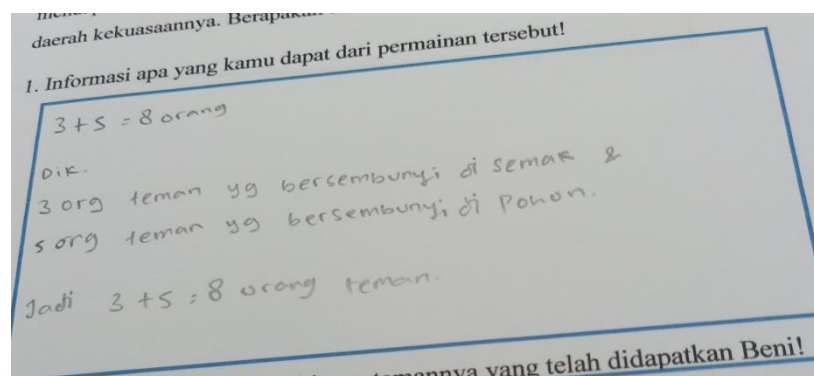 daerah kekuasaannya.
1. Informasi apa yang kamu dapat dari permainan tersebut!
3 + 5 = 8 orang
Dik.
3 org teman yg bersembunyi di semak &
5 org teman yg bersembunyi di Pohon.
Jadi 3 + 5 = 8 orang teman.
yang telah didapatkan Beni!